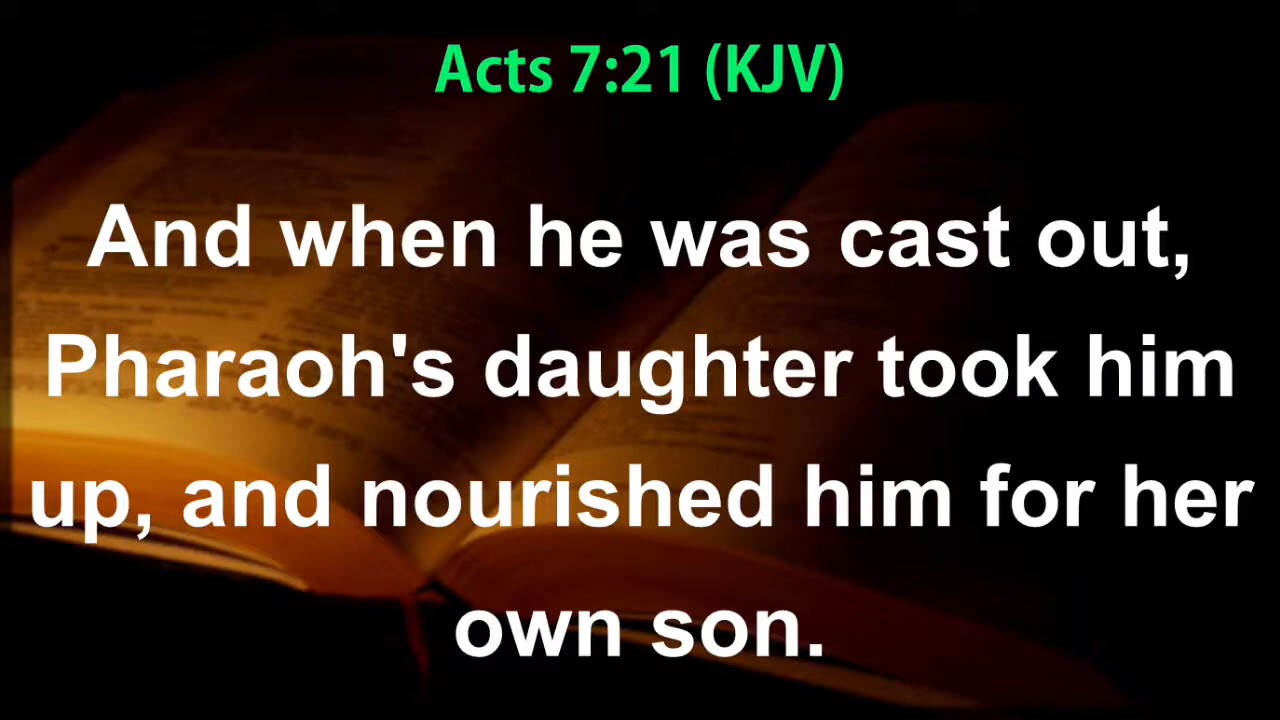 Acts 7:21 (KJV)
And when he was cast out,
Pharaoh's daughter took him
up, and nourished him for her
own son.